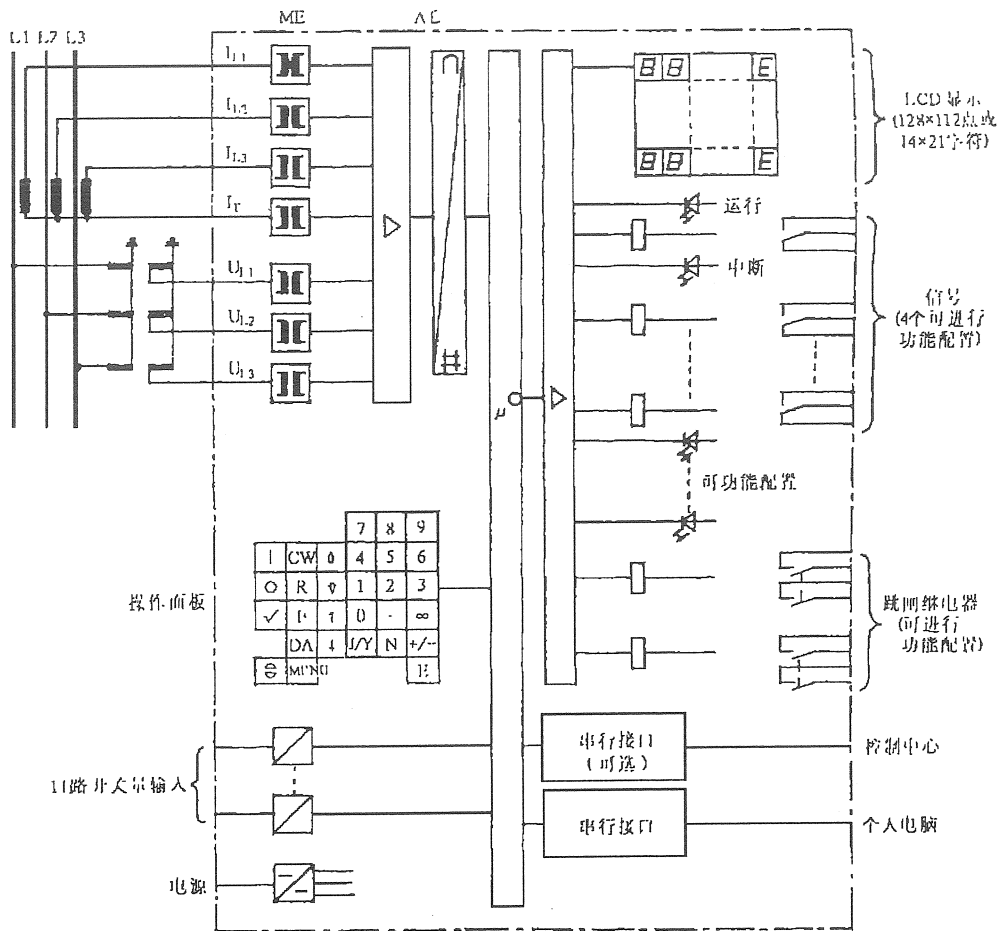 ME
AE
L1 L2 L3
IL1
IL2
IL3
IY
UL1
UL2
UL3
μ
LCD 显示
(128×112点或
14×21字符)
运行
中断
信号
(4个可进行
功能配置)
可功能配置
7 8 9
| CW 4 5 6
O R 1 2 3
✓ 0 . ∞
DA J/Y N +/-
MENU E
操作面板
跳闸继电器
(可进行
功能配置)
11路开关量输入
串行接口
(可选)
控制中心
串行接口
个人电脑
电源